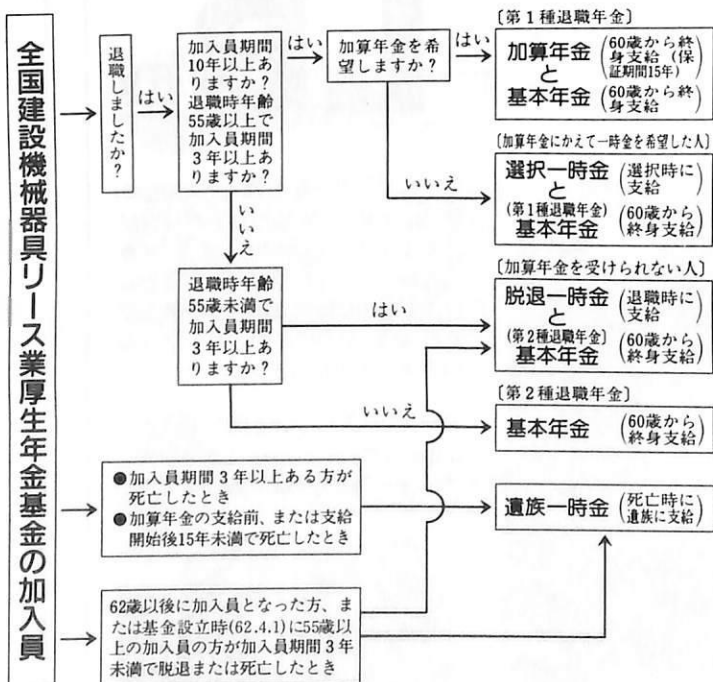 全国建設機械器具リース業厚生年金基金の加入員
退職しましたか？
はい
加入員期間
10年以上あ
りますか？
退職時年齢
55歳以上で
加入員期間
3年以上あ
りますか？
はい
加算年金を希
望しますか？
はい
〔第1種退職年金〕
加算年金（60歳から終身支給（保証期間15年）
と
基本年金（60歳から終身支給）
いいえ
〔加算年金にかえて一時金を希望した人〕
選択一時金（選択時に支給）
と
（第1種退職年金）
基本年金（60歳から終身支給）
いいえ
退職時年齢
55歳未満で
加入員期間
3年以上あ
りますか？
はい
〔加算年金を受けられない人〕
脱退一時金（退職時に支給）
と
（第2種退職年金）
基本年金（60歳から終身支給）
いいえ
〔第2種退職年金〕
基本年金（60歳から終身支給）
●加入員期間3年以上ある方が
死亡したとき
●加算年金の支給前、または支給
開始後15年未満で死亡したとき
遺族一時金（死亡時に遺族に支給）
62歳以後に加入員となった方、ま
たは基金設立時(62.4.1)に55歳以
上の加入員の方が加入員期間3年
未満で脱退または死亡したとき